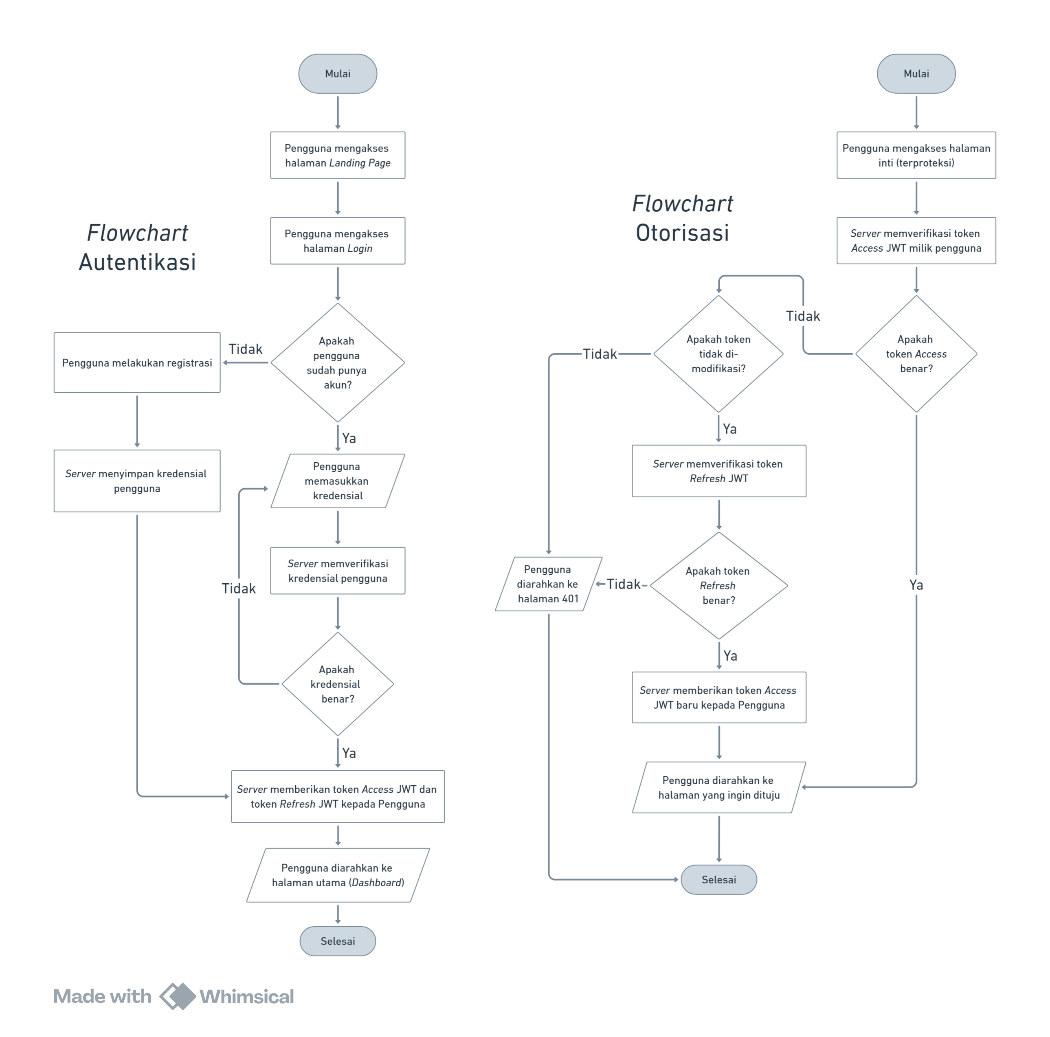 Flowchart
Autentikasi
Mulai
Pengguna mengakses
halaman Landing Page
Pengguna mengakses
halaman Login
Apakah
pengguna
sudah punya
akun?
Tidak
Pengguna melakukan registrasi
Server menyimpan kredensial
pengguna
Ya
Pengguna
memasukkan
kredensial
Server memverifikasi
kredensial pengguna
Tidak
Apakah
kredensial
benar?
Ya
Server memberikan token Access JWT dan
token Refresh JWT kepada Pengguna
Pengguna diarahkan ke
halaman utama (Dashboard)
Selesai
Flowchart
Otorisasi
Mulai
Pengguna mengakses halaman
inti (terproteksi)
Server memverifikasi token
Access JWT milik pengguna
Apakah
token Access
benar?
Tidak
Apakah token
tidak di-
modifikasi?
Tidak
Ya
Server memverifikasi token
Refresh JWT
Apakah token
Refresh
benar?
Tidak
Pengguna
diarahkan ke
halaman 401
Ya
Ya
Server memberikan token Access
JWT baru kepada Pengguna
Pengguna diarahkan ke
halaman yang ingin dituju
Selesai
Made with Whimsical